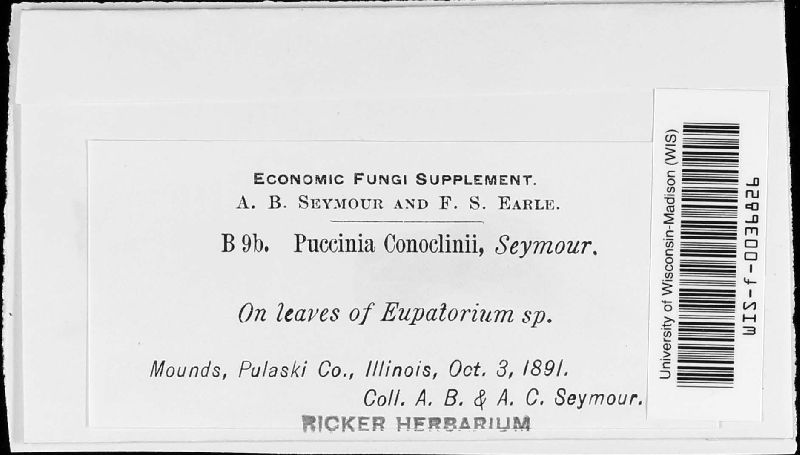 ECONOMIC FUNGI SUPPLEMENT.
A. B. SEYMOUR AND F. S. EARLE.
B 9b. Puccinia Conoclinii, Seymour.
On leaves of Eupatorium sp.
Mounds, Pulaski Co., Illinois, Oct. 3, 1891.
Coll. A. B. & A. C. Seymour.
RICKER HERBARIUM
University of Wisconsin-Madison (WIS)
WIS-f-0039826